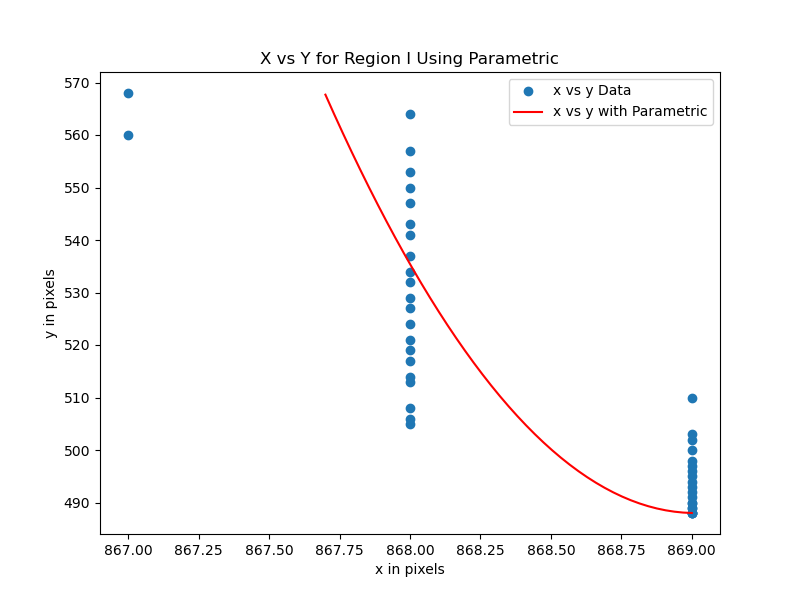 X vs Y for Region I Using Parametric
x vs y Data
x vs y with Parametric
y in pixels
570
560
550
540
530
520
510
500
490
867.00 867.25 867.50 867.75 868.00 868.25 868.50 868.75 869.00
x in pixels